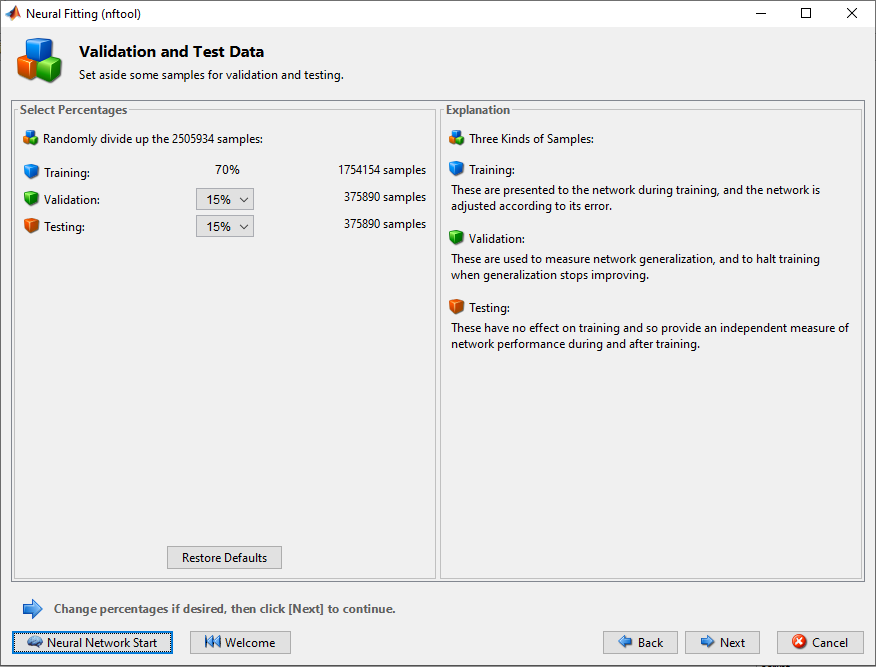 Neural Fitting (nftool)
Validation and Test Data
Set aside some samples for validation and testing.
Select Percentages
Randomly divide up the 2505934 samples:
Training: 70% 1754154 samples
Validation: 15% 375890 samples
Testing: 15% 375890 samples
Restore Defaults
Explanation
Three Kinds of Samples:
Training:
These are presented to the network during training, and the network is
adjusted according to its error.
Validation:
These are used to measure network generalization, and to halt training
when generalization stops improving.
Testing:
These have no effect on training and so provide an independent measure of
network performance during and after training.
Change percentages if desired, then click [Next] to continue.
Neural Network Start Welcome Back Next Cancel